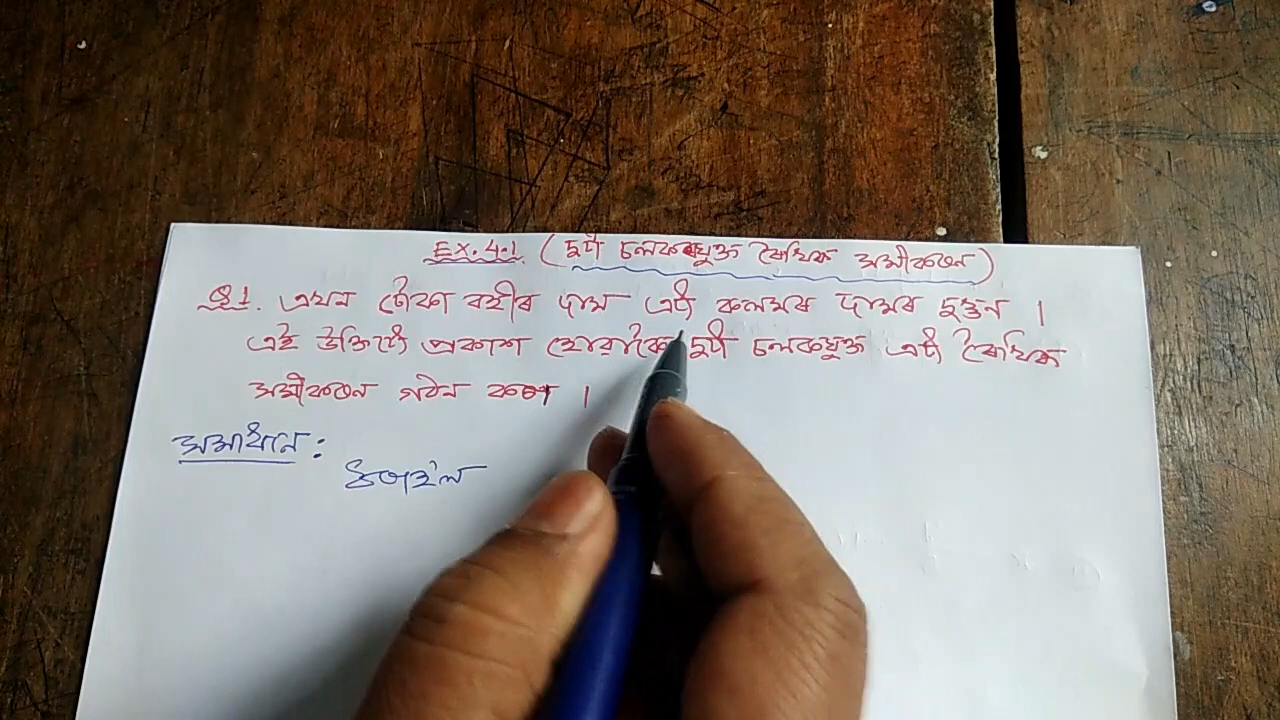 Ex. 4.1 (দুটা চলকযুক্ত ৰৈখিক সমীকৰণ)
Q1. এখন টোকা বহীৰ দাম এটা কলমৰ দামৰ দুগুন ।
এই উক্তিটো প্ৰকাশ হোৱাকৈ দুটা চলকযুক্ত এটা ৰৈখিক
সমীকৰণ গঠন কৰা ।
সমাধান :
ধৰাহ'ল